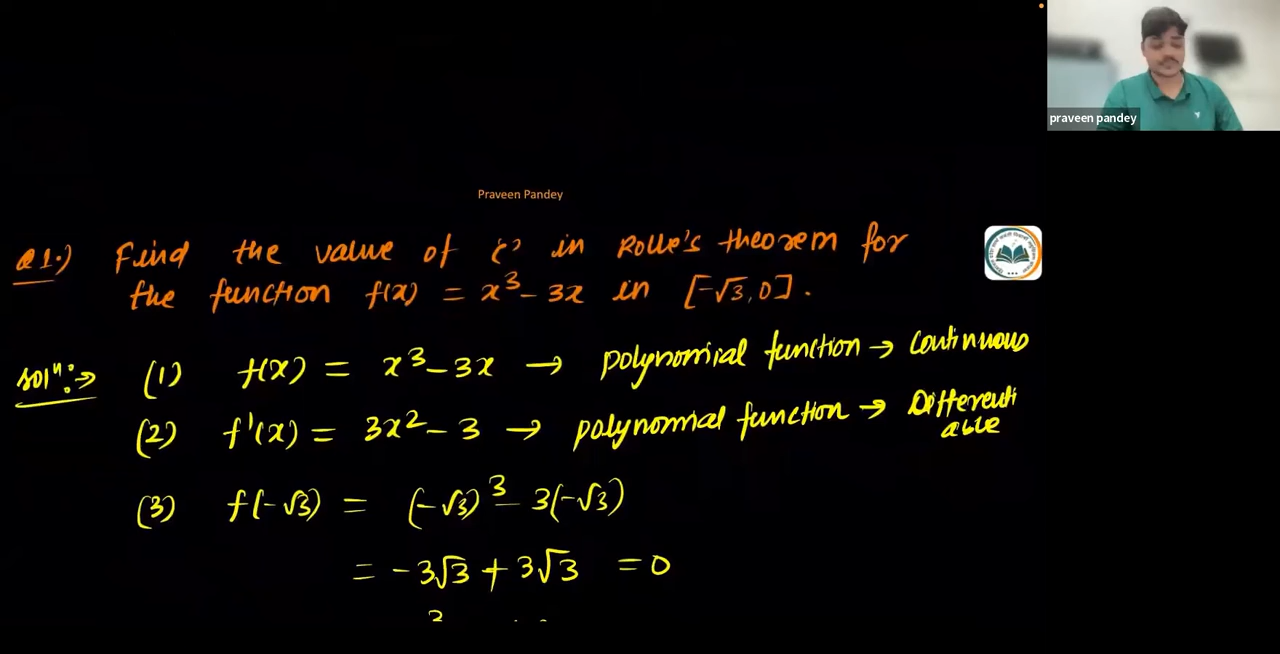 praveen pandey
Praveen Pandey
Q1.) Find the value of 'c' in Rolle's theorem for
the function f(x) = x³ - 3x in [-√3, 0].
Solⁿ:→ (1) f(x) = x³ - 3x → polynomial function → continuous
(2) f'(x) = 3x² - 3 → polynomial function → Differenti
able
(3) f(-√3) = (-√3)³ - 3(-√3)
= -3√3 + 3√3 = 0